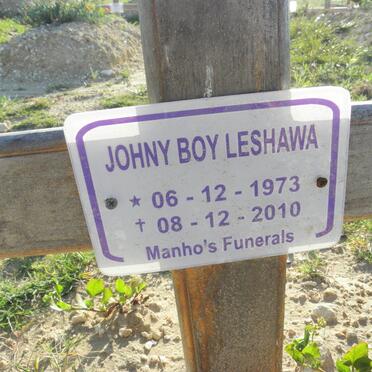 JOHNY BOY LESHAWA
★ 06 - 12 - 1973
✝ 08 - 12 - 2010
Manho's Funerals